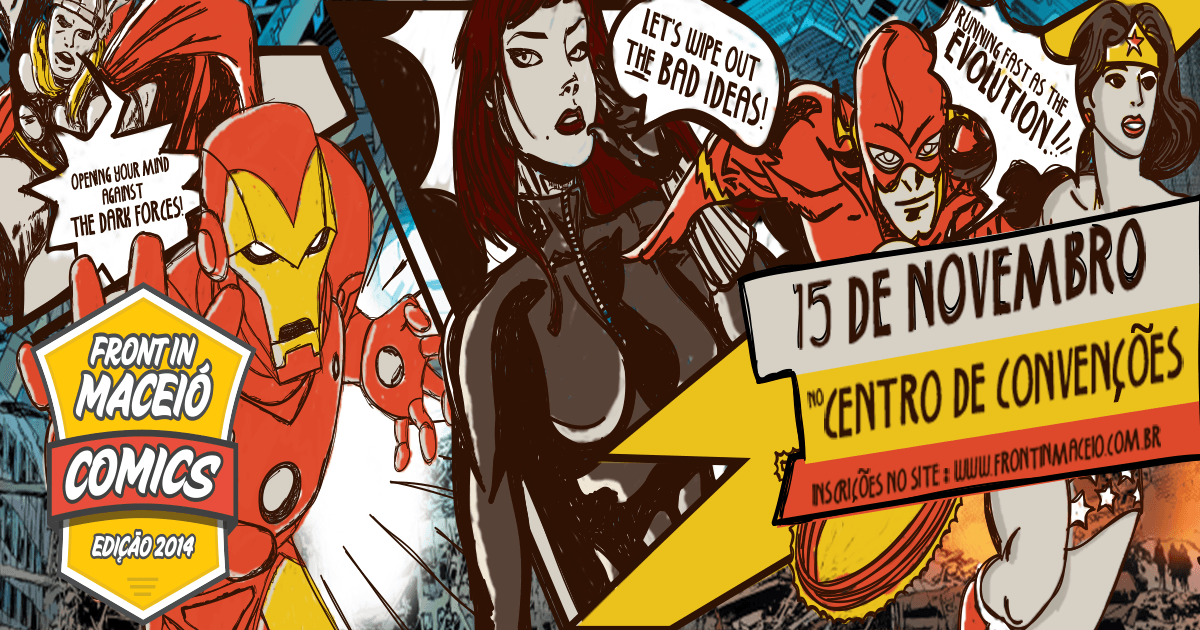 OPENING YOUR MIND
AGAINST
THE DARK FORCES!
LET'S WIPE OUT
THE BAD IDEAS!
RUNNING FAST AS THE
EVOLUTION!!!
15 DE NOVEMBRO
NO CENTRO DE CONVENÇÕES
INSCRIÇÕES NO SITE: WWW.FRONTINMACEIO.COM.BR
FRONT IN
MACEIÓ
COMICS
EDIÇÃO 2014